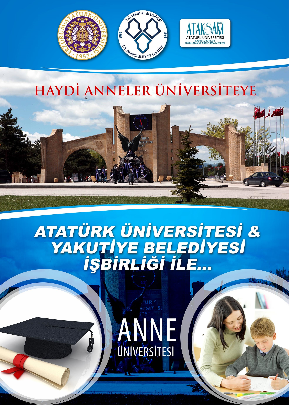 ATAKSAR
HAYDİ ANNELER ÜNİVERSİTEYE
ATATÜRK ÜNİVERSİTESİ &
YAKUTİYE BELEDİYESİ
İŞBİRLİĞİ İLE...
ANNE
ÜNİVERSİTESİ